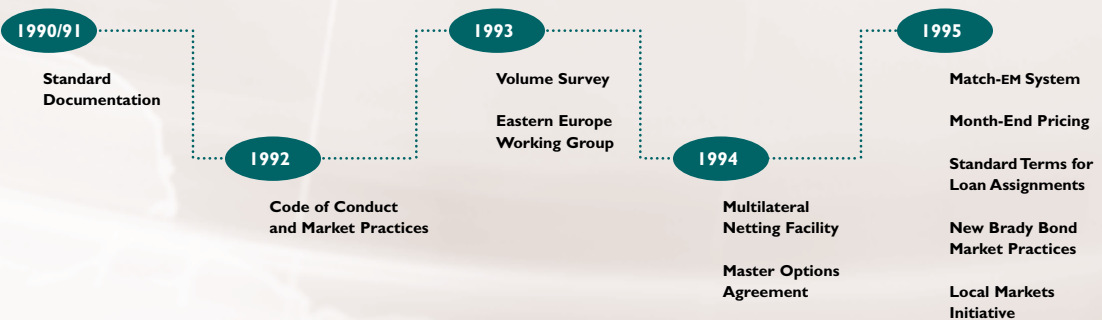 1990/91
Standard
Documentation
1992
Code of Conduct
and Market Practices
1993
Volume Survey
Eastern Europe
Working Group
1994
Multilateral
Netting Facility
Master Options
Agreement
1995
Match-EM System
Month-End Pricing
Standard Terms for
Loan Assignments
New Brady Bond
Market Practices
Local Markets
Initiative